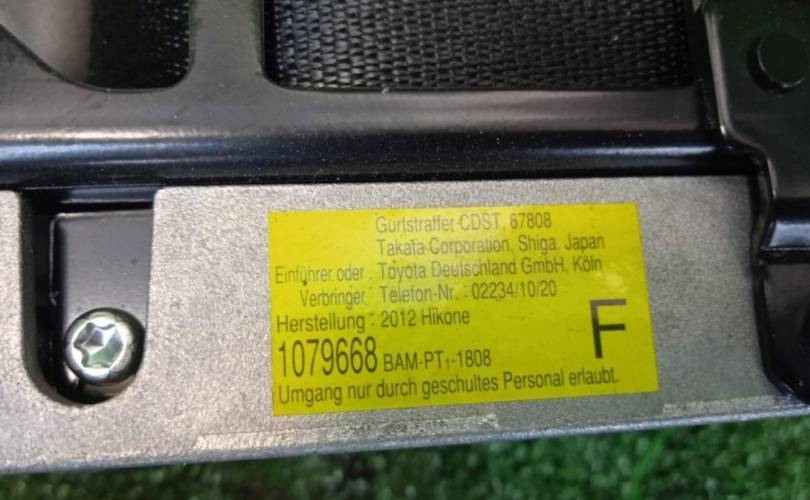 Gurtstraffer CDST, 67808
Takata Corporation, Shiga, Japan
Einführer oder : Toyota Deutschland GmbH, Köln
Verbringer Telefon-Nr. : 02234/10/20
Herstellung : 2012 Hikone
F
1079668 BAM-PT₁-1808
Umgang nur durch geschultes Personal erlaubt.